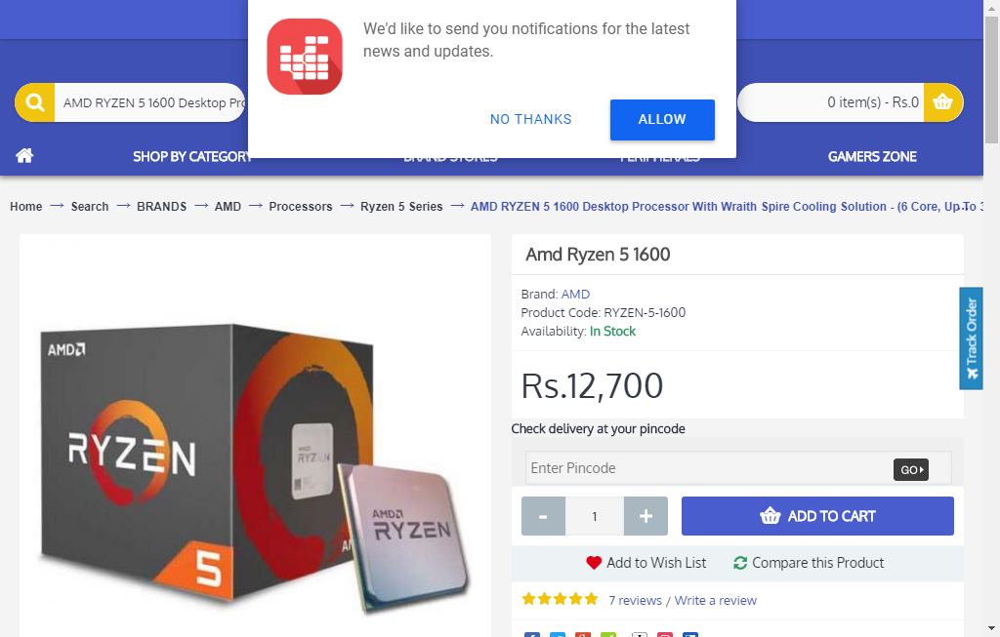 We'd like to send you notifications for the latest
news and updates.
NO THANKS
ALLOW
AMD RYZEN 5 1600 Desktop Pro
0 item(s) - Rs.0
SHOP BY CATEGORY
BRAND STORES
PERIPHERALS
GAMERS ZONE
Home → Search → BRANDS → AMD → Processors → Ryzen 5 Series → AMD RYZEN 5 1600 Desktop Processor With Wraith Spire Cooling Solution - (6 Core, Up To 3
Amd Ryzen 5 1600
Brand: AMD
Product Code: RYZEN-5-1600
Availability: In Stock
Track Order
Rs.12,700
Check delivery at your pincode
Enter Pincode
GO
- 1 +
ADD TO CART
Add to Wish List
Compare this Product
7 reviews / Write a review
AMD
RYZEN
AMD
RYZEN
5
AMD
RYZEN